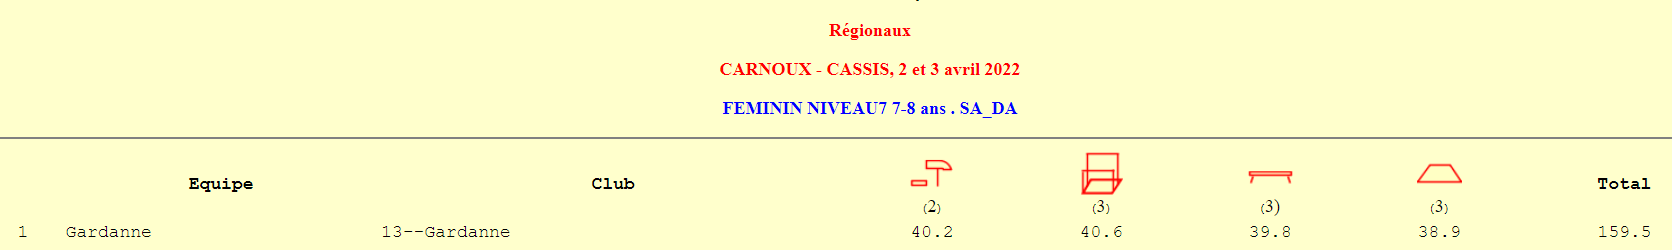 Régionaux
CARNOUX - CASSIS, 2 et 3 avril 2022
FEMININ NIVEAU7 7-8 ans . SA_DA
Equipe Club Total
(2) (3) (3) (3)
1 Gardanne 13--Gardanne 40.2 40.6 39.8 38.9 159.5